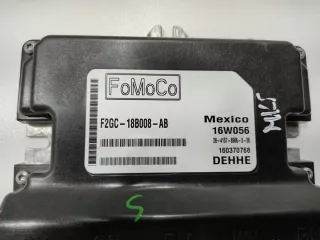 FoMoCo
F2GC-18B008-AB
Mexico
16W056
160370768
DEHHE
S